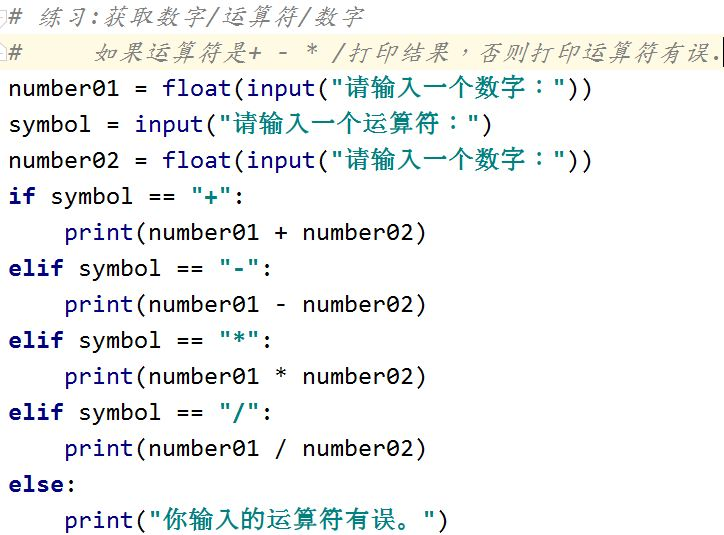 # 练习:获取数字/运算符/数字
#     如果运算符是+ - * /打印结果，否则打印运算符有误.
number01 = float(input("请输入一个数字："))
symbol = input("请输入一个运算符：")
number02 = float(input("请输入一个数字："))
if symbol == "+":
    print(number01 + number02)
elif symbol == "-":
    print(number01 - number02)
elif symbol == "*":
    print(number01 * number02)
elif symbol == "/":
    print(number01 / number02)
else:
    print("你输入的运算符有误。")